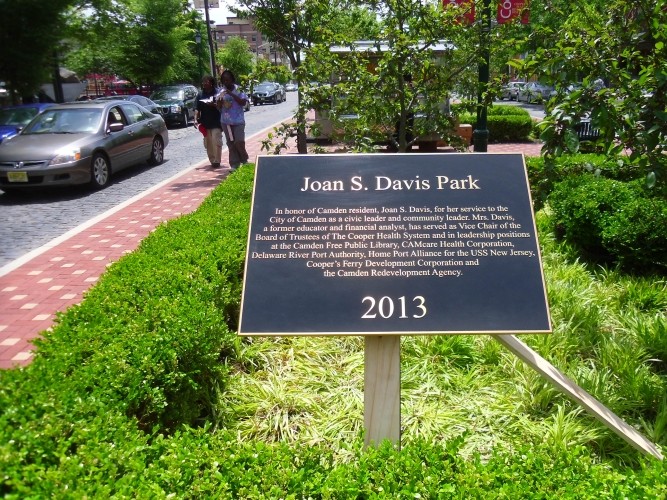 Joan S. Davis Park
In honor of Camden resident, Joan S. Davis, for her service to the
City of Camden as a civic leader and community leader. Mrs. Davis,
a former educator and financial analyst, has served as Vice Chair of the
Board of Trustees of The Cooper Health System and in leadership positions
at the Camden Free Public Library, CAMcare Health Corporation,
Delaware River Port Authority, Home Port Alliance for the USS New Jersey,
Cooper's Ferry Development Corporation and
the Camden Redevelopment Agency.
2013